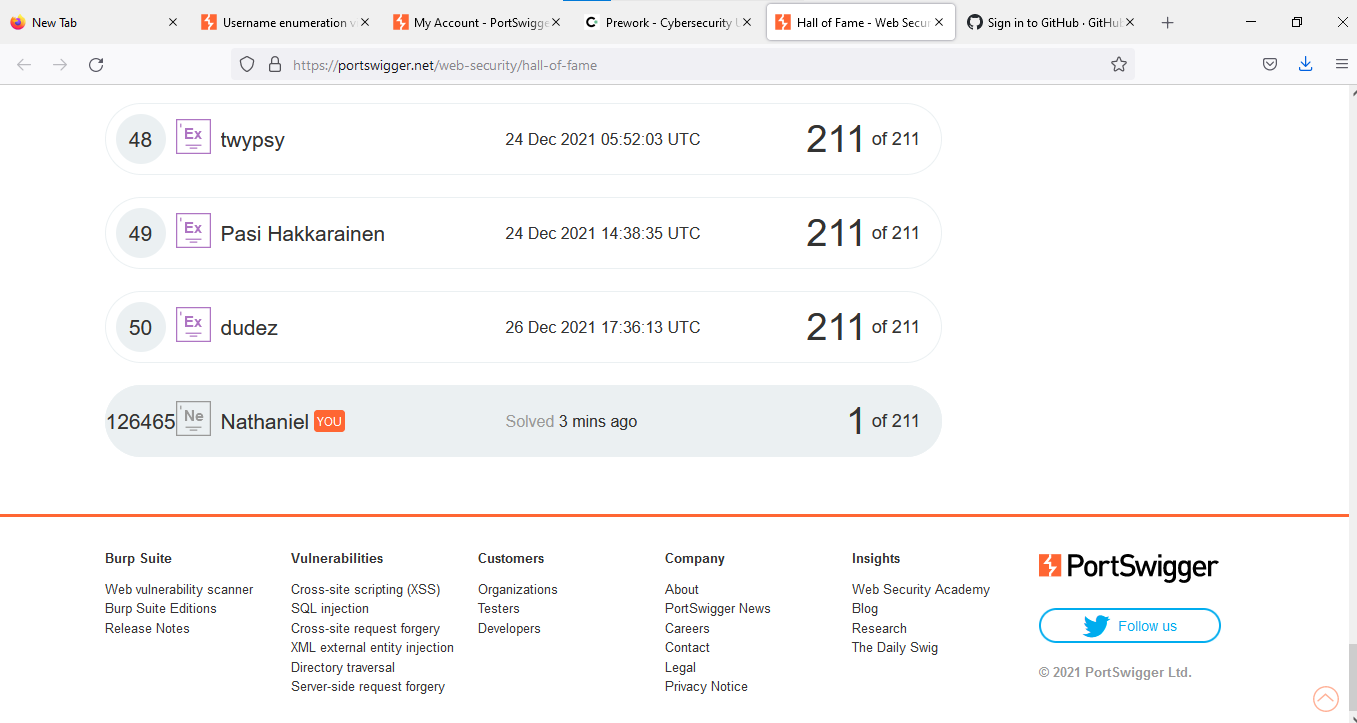 New Tab
Username enumeration v
My Account - PortSwigge
Prework - Cybersecurity U
Hall of Fame - Web Secur
Sign in to GitHub · GitHub
https://portswigger.net/web-security/hall-of-fame
48 'Ex twypsy 24 Dec 2021 05:52:03 UTC 211 of 211
49 'Ex Pasi Hakkarainen 24 Dec 2021 14:38:35 UTC 211 of 211
50 'Ex dudez 26 Dec 2021 17:36:13 UTC 211 of 211
126465 'Ne Nathaniel YOU Solved 3 mins ago 1 of 211
Burp Suite
Web vulnerability scanner
Burp Suite Editions
Release Notes
Vulnerabilities
Cross-site scripting (XSS)
SQL injection
Cross-site request forgery
XML external entity injection
Directory traversal
Server-side request forgery
Customers
Organizations
Testers
Developers
Company
About
PortSwigger News
Careers
Contact
Legal
Privacy Notice
Insights
Web Security Academy
Blog
Research
The Daily Swig
PortSwigger
Follow us
© 2021 PortSwigger Ltd.